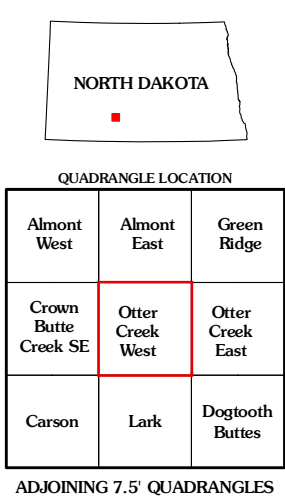 NORTH DAKOTA
QUADRANGLE LOCATION
Almont
West
Almont
East
Green
Ridge
Crown
Butte
Creek SE
Otter
Creek
West
Otter
Creek
East
Carson
Lark
Dogtooth
Buttes
ADJOINING 7.5' QUADRANGLES